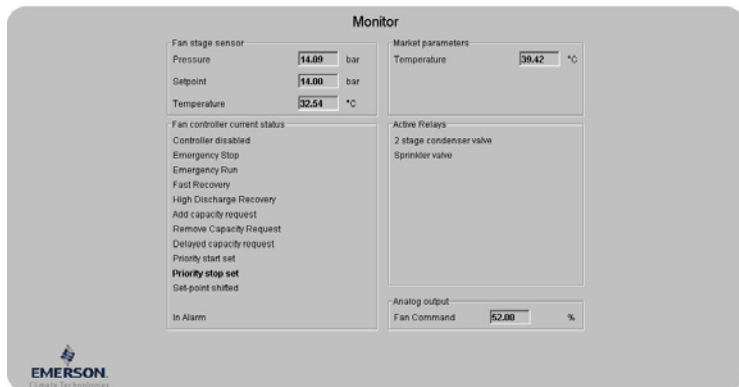 Monitor
Fan stage sensor
Pressure 14.09 bar
Setpoint 14.00 bar
Temperature 32.54 °C
Market parameters
Temperature 39.42 °C
Fan controller current status
Controller disabled
Emergency Stop
Emergency Run
Fast Recovery
High Discharge Recovery
Add capacity request
Remove Capacity Request
Delayed capacity request
Priority start set
Priority stop set
Set-point shifted
In Alarm
Active Relays
2 stage condenser valve
Sprinkler valve
Analog output
Fan Command 52.00 %
EMERSON.
Climate Technologies